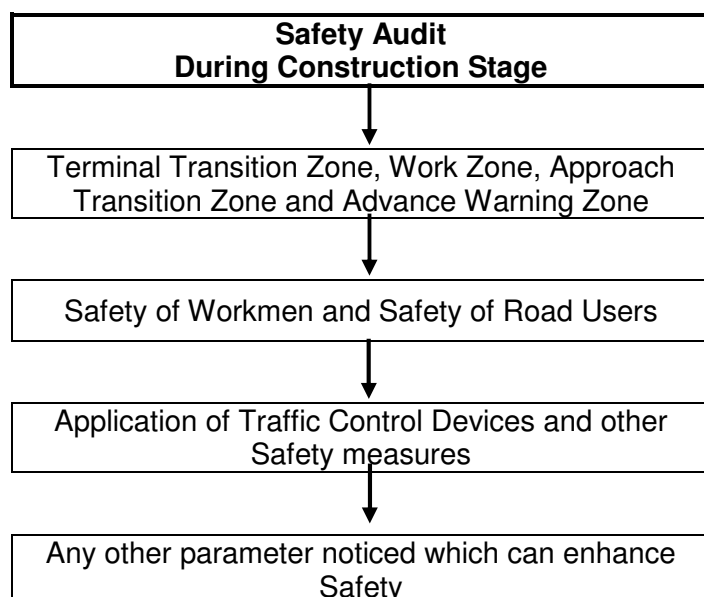 Safety Audit
During Construction Stage
Terminal Transition Zone, Work Zone, Approach
Transition Zone and Advance Warning Zone
Safety of Workmen and Safety of Road Users
Application of Traffic Control Devices and other
Safety measures
Any other parameter noticed which can enhance
Safety